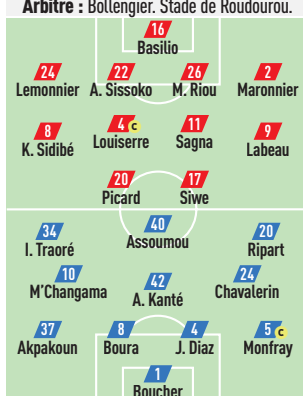 Arbitre : Bollengier. Stade de Roudourou.
16
Basilio
24 22 26 2
Lemonnier A. Sissoko M. Riou Maronnier
8 4 c 11 9
K. Sidibé Louiserre Sagna Labeau
20 17
Picard Siwe
34 40 20
I. Traoré Assoumou Ripart
10 42 24
M'Changama A. Kanté Chavalerin
37 8 4 5 c
Akpakoun Boura J. Diaz Monfray
1
Boucher